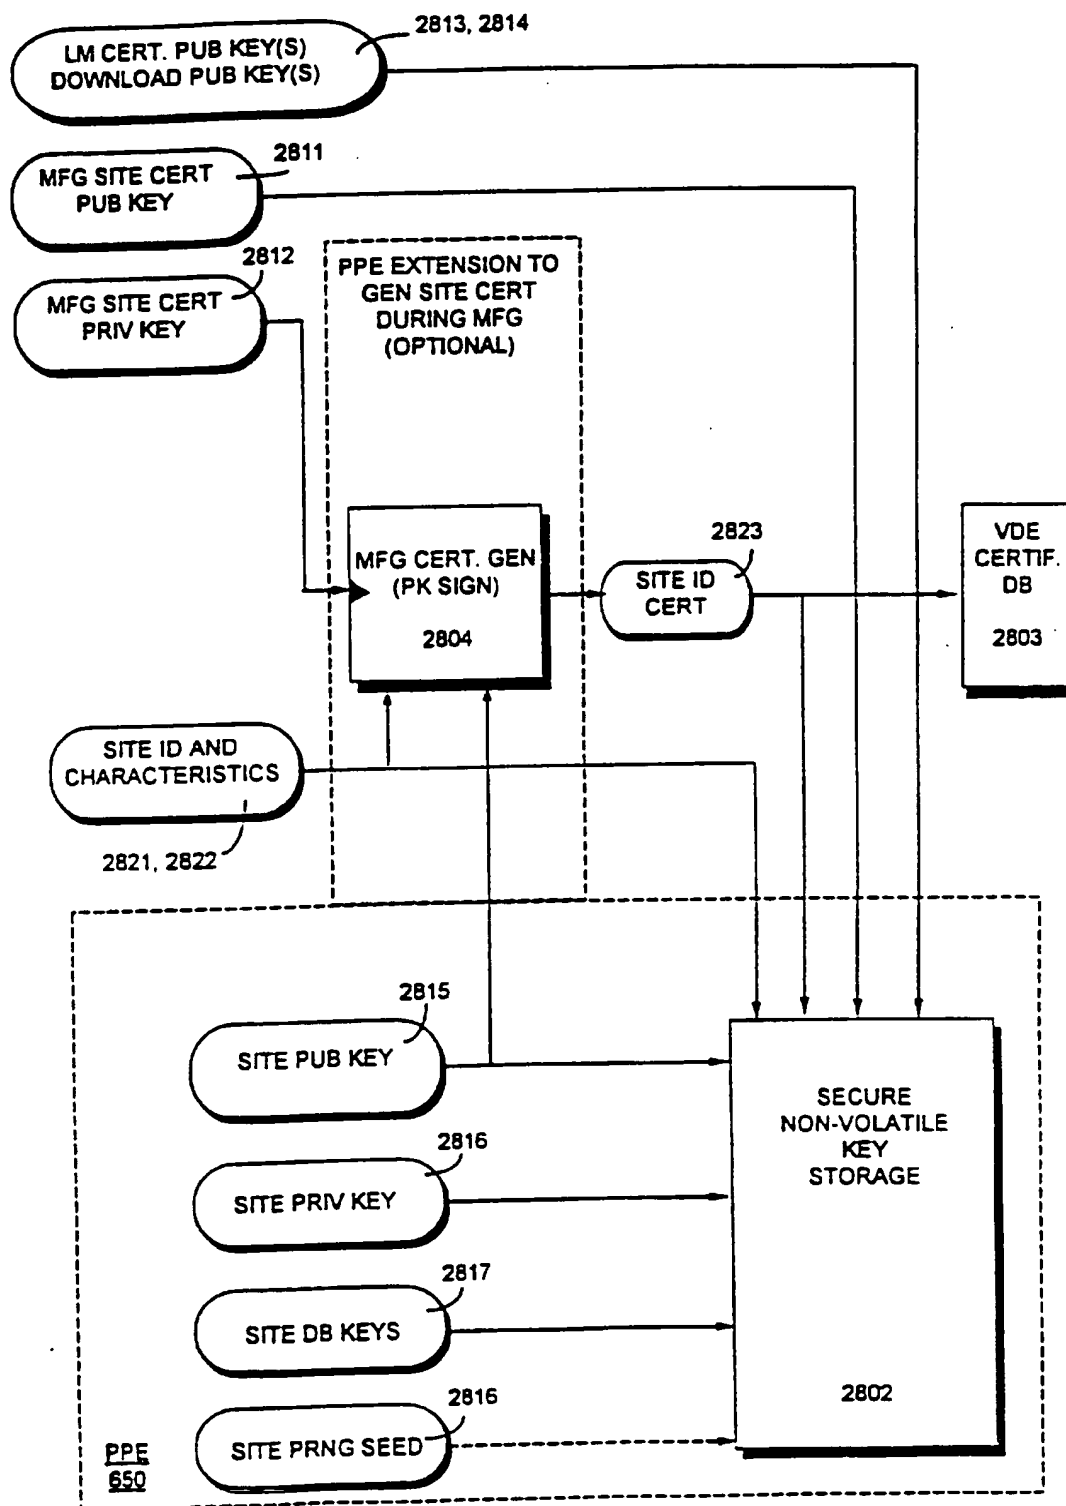 LM CERT. PUB KEY(S)
DOWNLOAD PUB KEY(S)
2813, 2814
MFG SITE CERT
PUB KEY
2811
MFG SITE CERT
PRIV KEY
2812
PPE EXTENSION TO
GEN SITE CERT
DURING MFG
(OPTIONAL)
MFG CERT. GEN
(PK SIGN)
2804
SITE ID
CERT
2823
VDE
CERTIF.
DB
2803
SITE ID AND
CHARACTERISTICS
2821, 2822
SITE PUB KEY
2815
SITE PRIV KEY
2816
SITE DB KEYS
2817
SITE PRNG SEED
2816
SECURE
NON-VOLATILE
KEY
STORAGE
2802
PPE
650